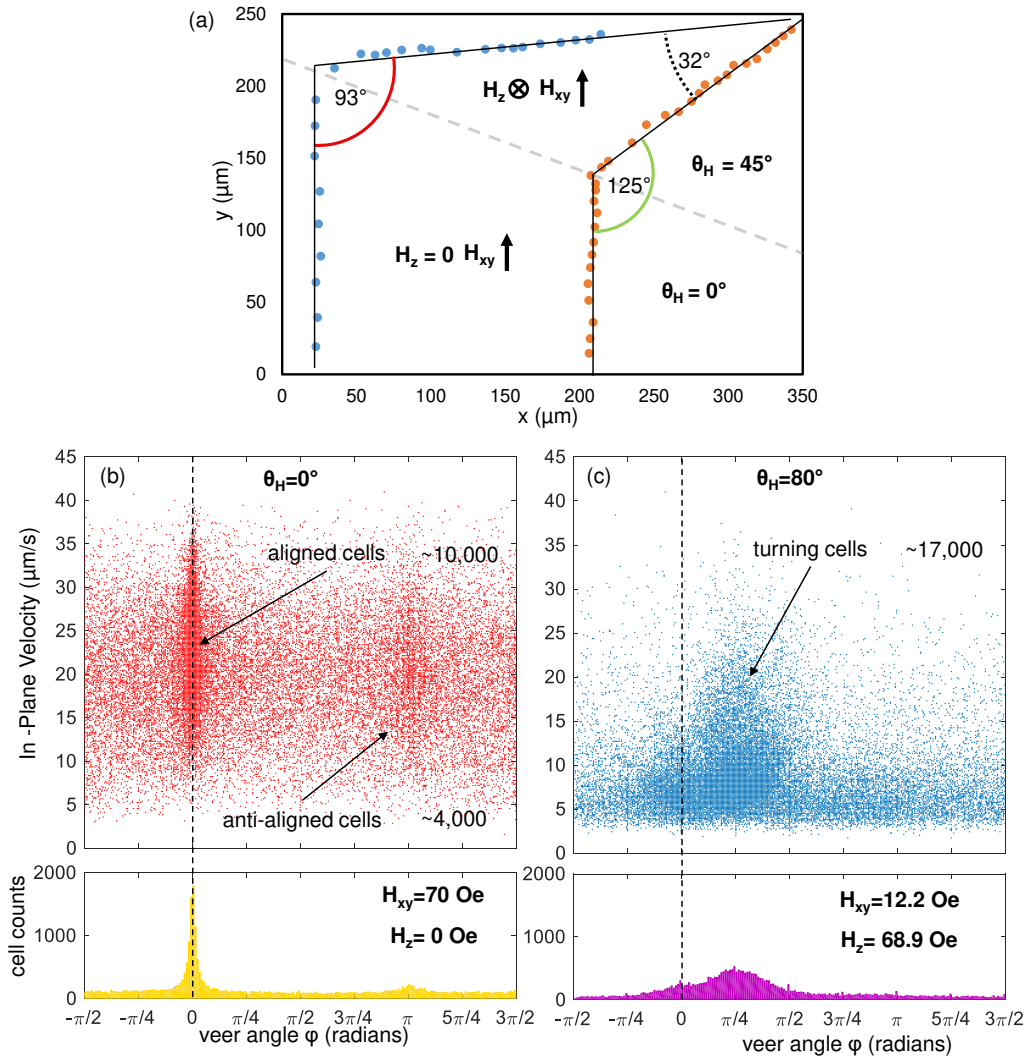 (a)
250
200
150
100
50
0
y (µm)
93°
H_z ⊗ H_xy ↑
32°
125°
θ_H = 45°
H_z = 0 H_xy ↑
θ_H = 0°
0 50 100 150 200 250 300 350
x (µm)
(b)
θ_H=0°
45
40
35
30
25
20
15
10
5
0
In -Plane Velocity (µm/s)
aligned cells ~10,000
anti-aligned cells ~4,000
(c)
θ_H=80°
45
40
35
30
25
20
15
10
5
0
turning cells ~17,000
2000
1000
0
cell counts
H_xy=70 Oe
H_z= 0 Oe
-π/2 -π/4 0 π/4 π/2 3π/4 π 5π/4 3π/2
veer angle φ (radians)
2000
1000
0
H_xy=12.2 Oe
H_z= 68.9 Oe
-π/2 -π/4 0 π/4 π/2 3π/4 π 5π/4 3π/2
veer angle φ (radians)